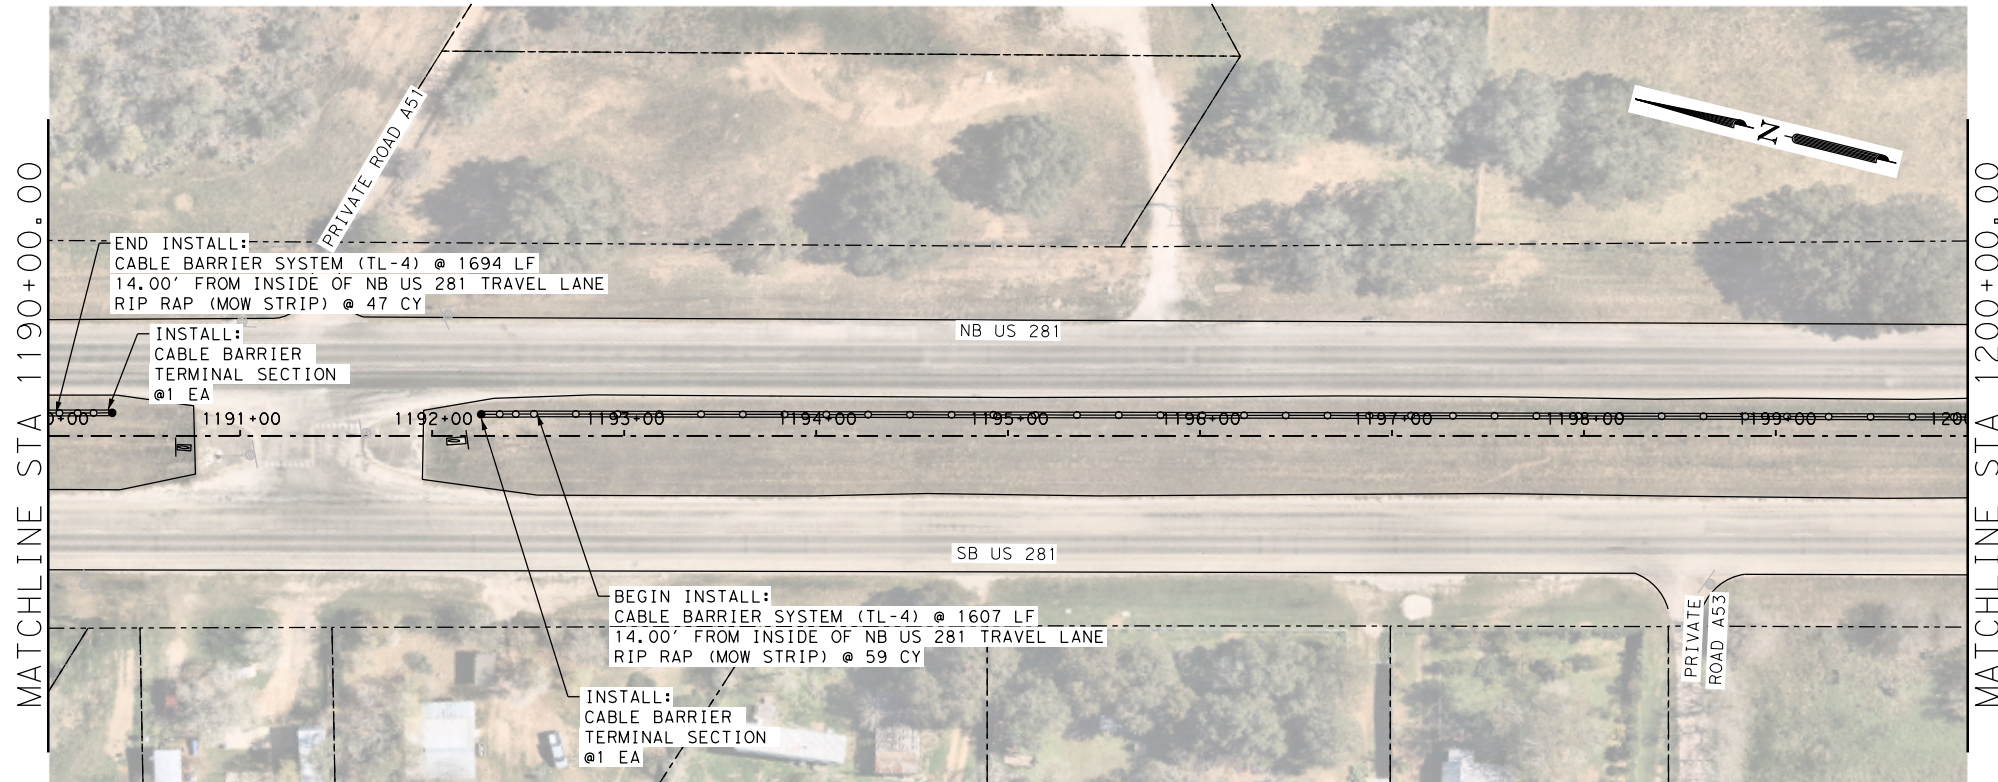 MATCHLINE STA 1190+00.00
PRIVATE ROAD A51
N
END INSTALL:
CABLE BARRIER SYSTEM (TL-4) @ 1694 LF
14.00' FROM INSIDE OF NB US 281 TRAVEL LANE
RIP RAP (MOW STRIP) @ 47 CY
INSTALL:
CABLE BARRIER
TERMINAL SECTION
@1 EA
NB US 281
0+00 1191+00 1192+00 1193+00 1194+00 1195+00 1196+00 1197+00 1198+00 1199+00 120
SB US 281
BEGIN INSTALL:
CABLE BARRIER SYSTEM (TL-4) @ 1607 LF
14.00' FROM INSIDE OF NB US 281 TRAVEL LANE
RIP RAP (MOW STRIP) @ 59 CY
INSTALL:
CABLE BARRIER
TERMINAL SECTION
@1 EA
PRIVATE
ROAD A53
MATCHLINE STA 1200+00.00